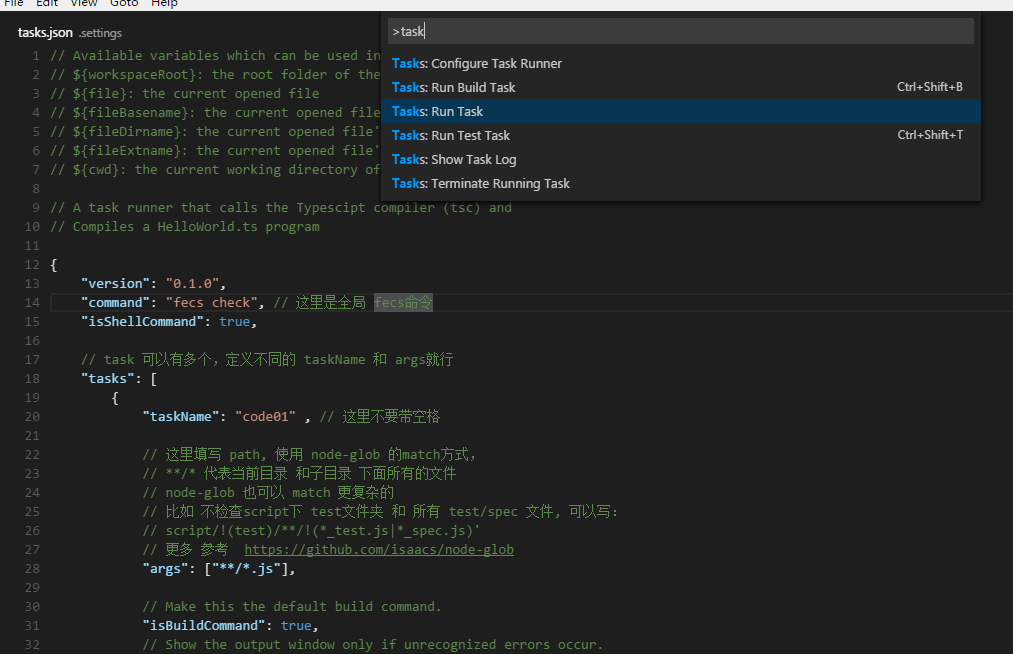 File Edit View Goto Help
tasks.json .settings
>task
Tasks: Configure Task Runner
Tasks: Run Build Task Ctrl+Shift+B
Tasks: Run Task
Tasks: Run Test Task Ctrl+Shift+T
Tasks: Show Task Log
Tasks: Terminate Running Task
1 // Available variables which can be used in
2 // ${workspaceRoot}: the root folder of the
3 // ${file}: the current opened file
4 // ${fileBasename}: the current opened file
5 // ${fileDirname}: the current opened file'
6 // ${fileExtname}: the current opened file'
7 // ${cwd}: the current working directory of
8
9 // A task runner that calls the Typescipt compiler (tsc) and
10 // Compiles a HelloWorld.ts program
11
12 {
13 "version": "0.1.0",
14 "command": "fecs check", // 这里是全局 fecs命令
15 "isShellCommand": true,
16
17 // task 可以有多个，定义不同的 taskName 和 args就行
18 "tasks": [
19 {
20 "taskName": "code01" , // 这里不要带空格
21
22 // 这里填写 path, 使用 node-glob 的match方式，
23 // **/* 代表当前目录 和子目录 下面所有的文件
24 // node-glob 也可以 match 更复杂的
25 // 比如 不检查script下 test文件夹 和 所有 test/spec 文件, 可以写:
26 // script/!(test)/**/!(*_test.js|*_spec.js)'
27 // 更多 参考 https://github.com/isaacs/node-glob
28 "args": ["**/*.js"],
29
30 // Make this the default build command.
31 "isBuildCommand": true,
32 // Show the output window only if unrecognized errors occur.